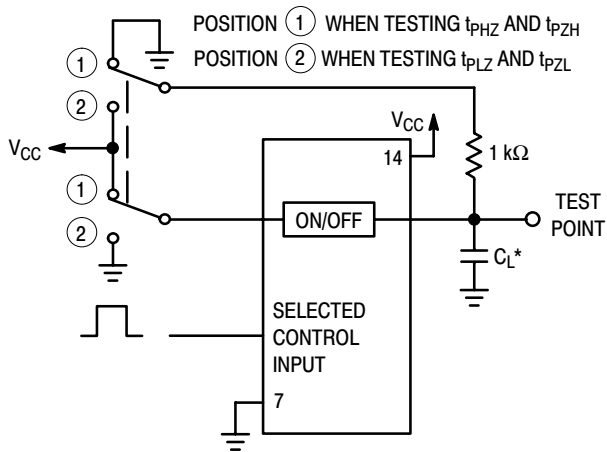 POSITION 1 WHEN TESTING tPHZ AND tPZH
POSITION 2 WHEN TESTING tPLZ AND tPZL
1
2
VCC
1
2
VCC
14
1 kΩ
ON/OFF
TEST
POINT
CL*
SELECTED
CONTROL
INPUT
7